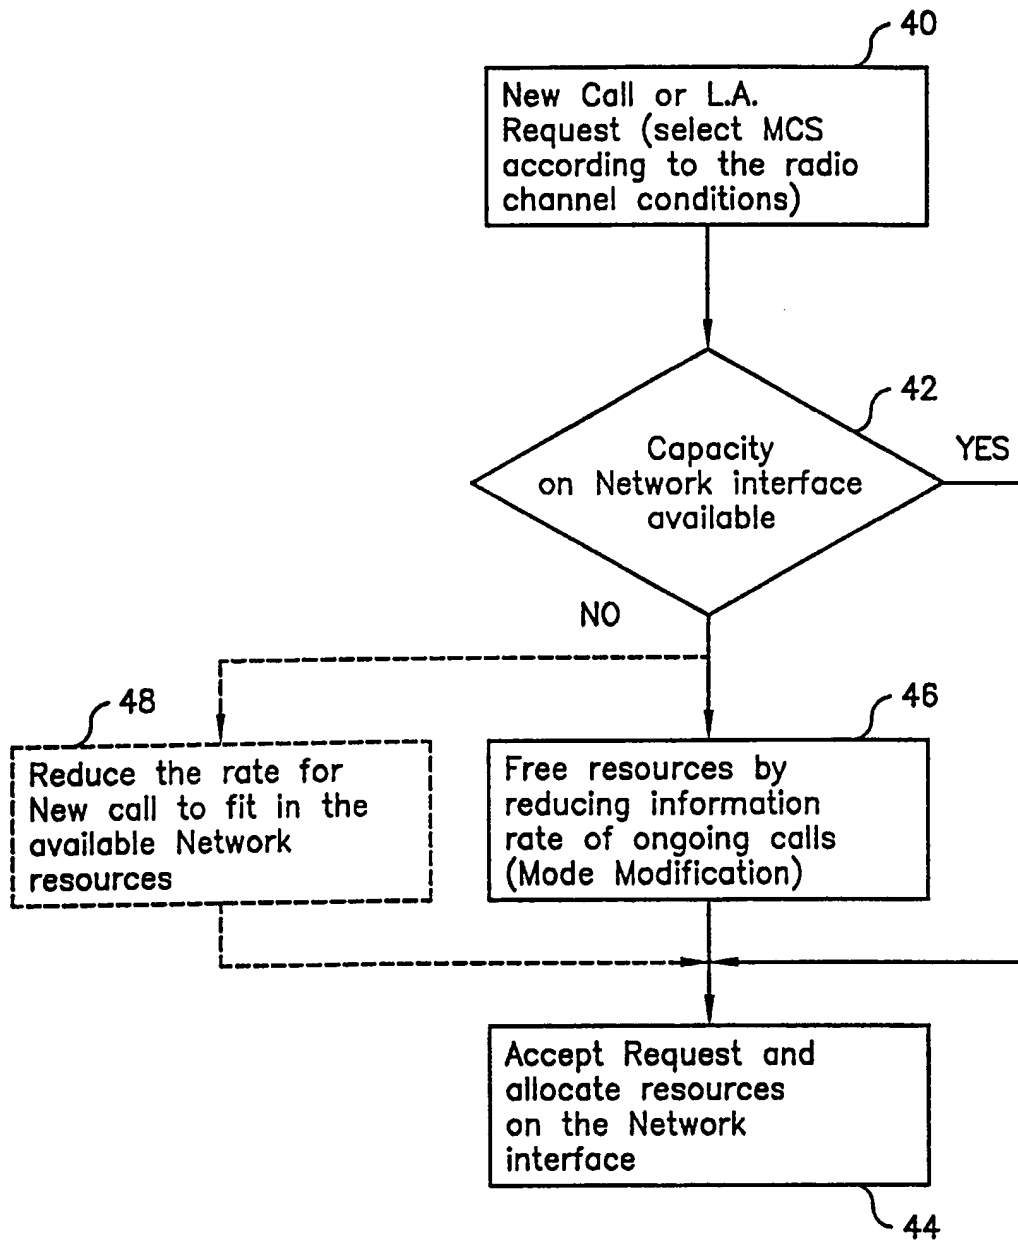 40
New Call or L.A.
Request (select MCS
according to the radio
channel conditions)
42
Capacity
on Network interface
available
YES
NO
48
Reduce the rate for
New call to fit in the
available Network
resources
46
Free resources by
reducing information
rate of ongoing calls
(Mode Modification)
Accept Request and
allocate resources
on the Network
interface
44